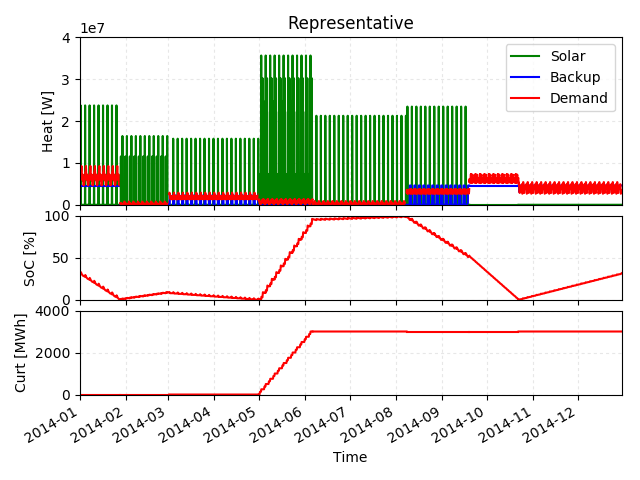 Representative
1e7
4
3
2
1
0
Heat [W]
Solar
Backup
Demand
100
50
0
SoC [%]
4000
2000
0
Curt [MWh]
2014-01
2014-02
2014-03
2014-04
2014-05
2014-06
2014-07
2014-08
2014-09
2014-10
2014-11
2014-12
Time